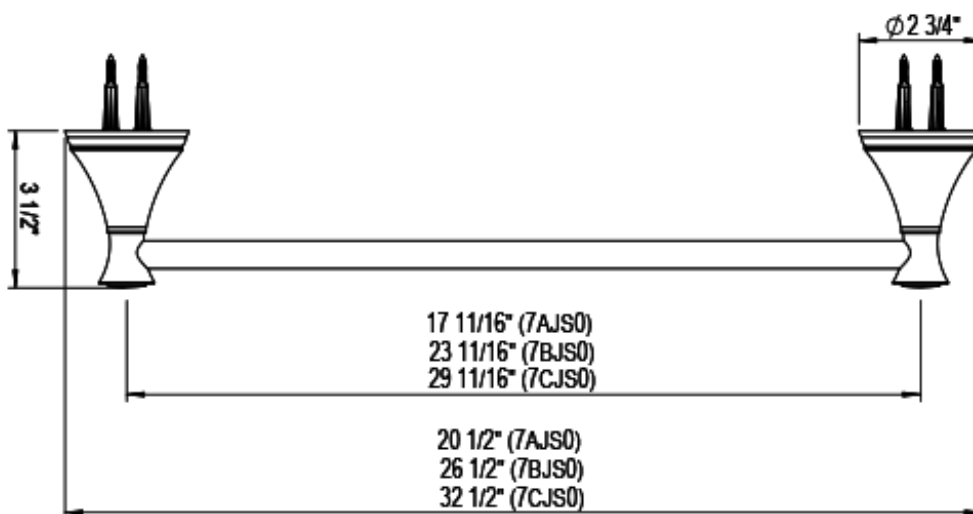 Ø2 3/4"
3 1/2"
17 11/16" (7AJS0)
23 11/16" (7BJS0)
29 11/16" (7CJS0)
20 1/2" (7AJS0)
26 1/2" (7BJS0)
32 1/2" (7CJS0)